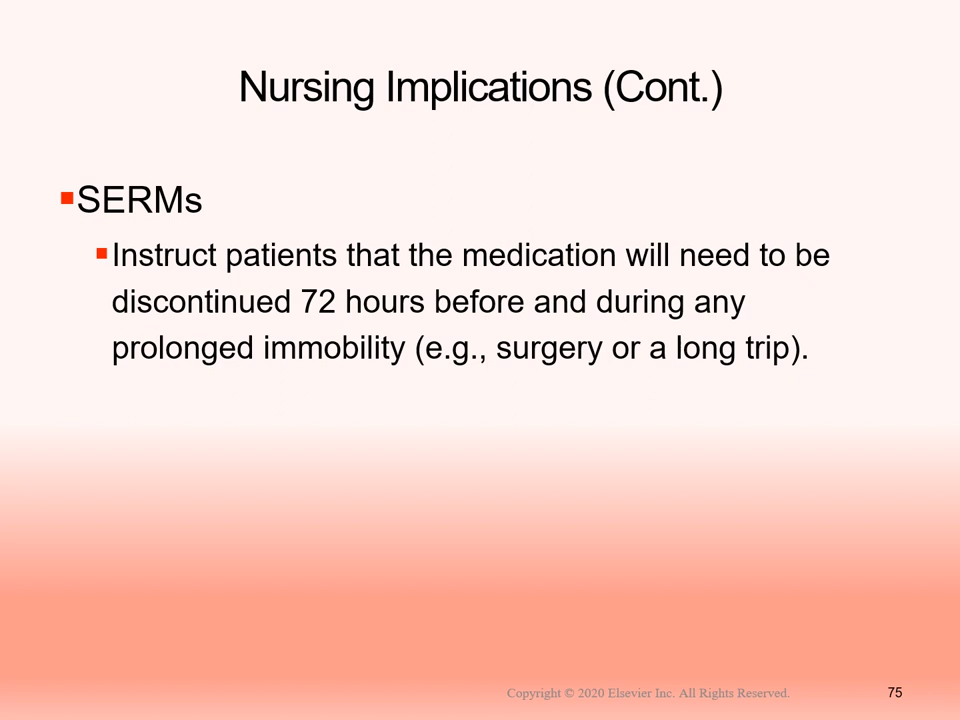 Nursing Implications (Cont.)
SERMs
Instruct patients that the medication will need to be
discontinued 72 hours before and during any
prolonged immobility (e.g., surgery or a long trip).
Copyright © 2020 Elsevier Inc. All Rights Reserved.
75